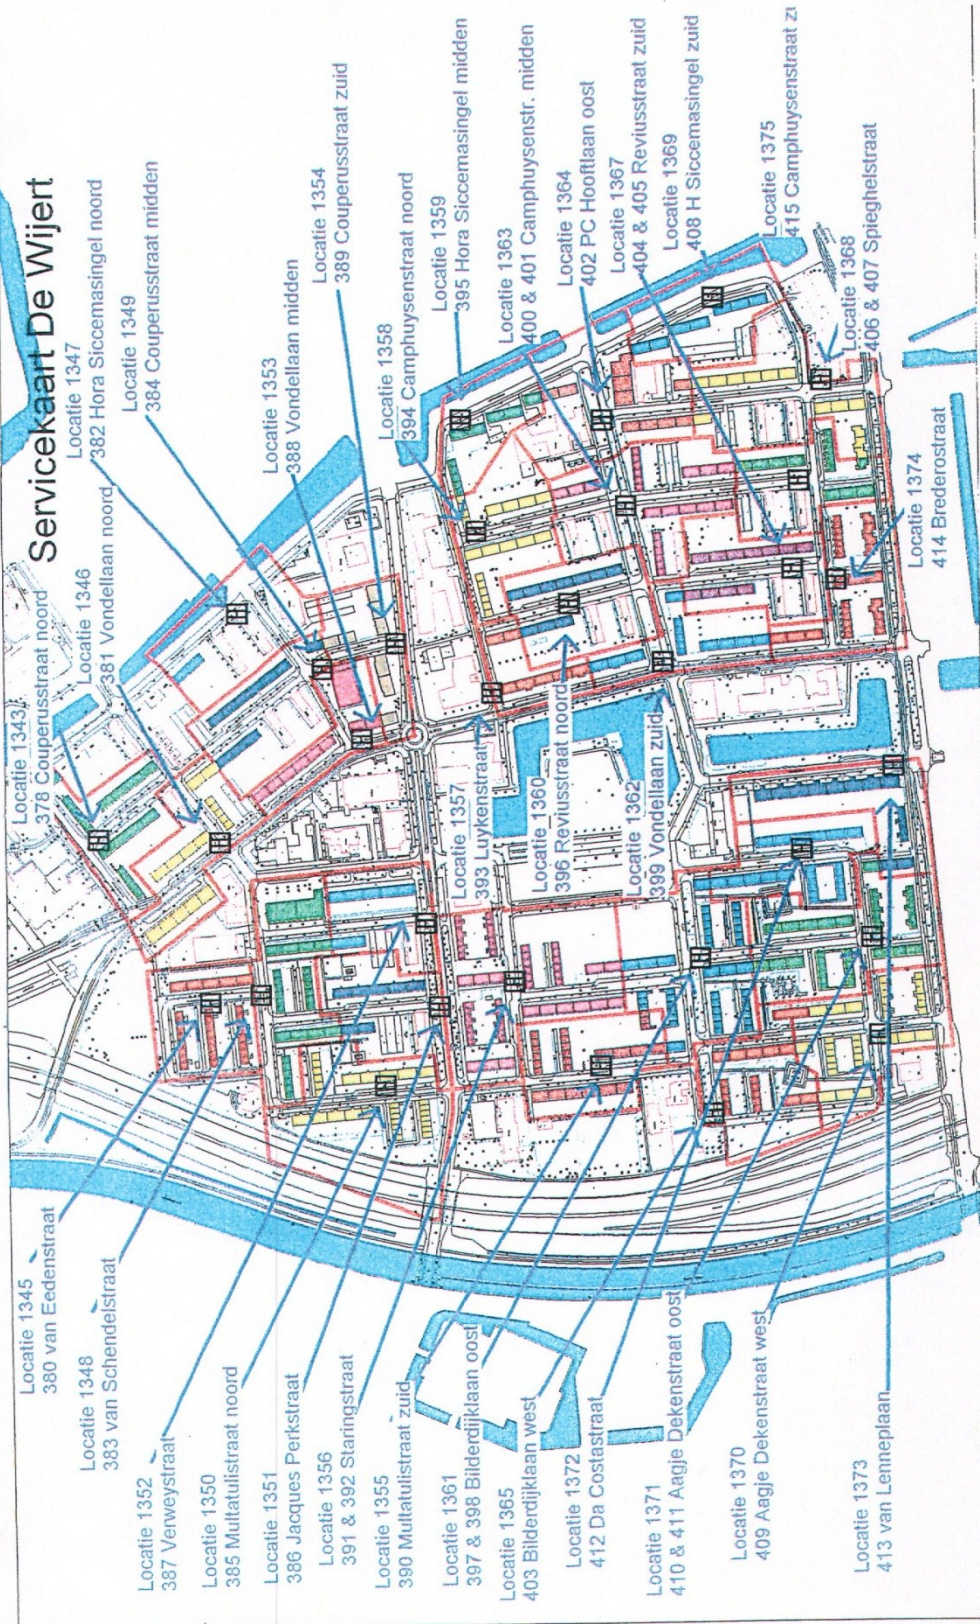 Servicekaart De Wijert
Locatie 1343
378 Couperusstraat noord
Locatie 1346
381 Vondellaan noord
Locatie 1347
382 Hora Siccemasingel noord
Locatie 1349
384 Couperusstraat midden
Locatie 1353
388 Vondellaan midden
Locatie 1354
389 Couperusstraat zuid
Locatie 1358
394 Camphuysenstraat noord
Locatie 1359
395 Hora Siccemasingel midden
Locatie 1363
400 & 401 Camphuysenstr. midden
Locatie 1364
402 PC Hooftlaan oost
Locatie 1367
404 & 405 Reviusstraat zuid
Locatie 1369
408 H Siccemasingel zuid
Locatie 1375
415 Camphuysenstraat
Locatie 1368
406 & 407 Spieghelstraat
Locatie 1374
414 Brederostraat
Locatie 1357
393 Luykenstraat
Locatie 1360
396 Reviusstraat noord
Locatie 1362
399 Vondellaan zuid
Locatie 1345
380 van Eedenstraat
Locatie 1348
383 van Schendelstraat
Locatie 1352
387 Verweystraat
Locatie 1350
385 Multatulistraat noord
Locatie 1351
386 Jacques Perkstraat
Locatie 1356
391 & 392 Staringstraat
Locatie 1355
390 Multatulistraat zuid
Locatie 1361
397 & 398 Bilderdijklaan oost
Locatie 1365
403 Bilderdijklaan west
Locatie 1372
412 Da Costastraat
Locatie 1371
410 & 411 Aagje Dekenstraat oost
Locatie 1370
409 Aagje Dekenstraat west
Locatie 1373
413 van Lenneplaan